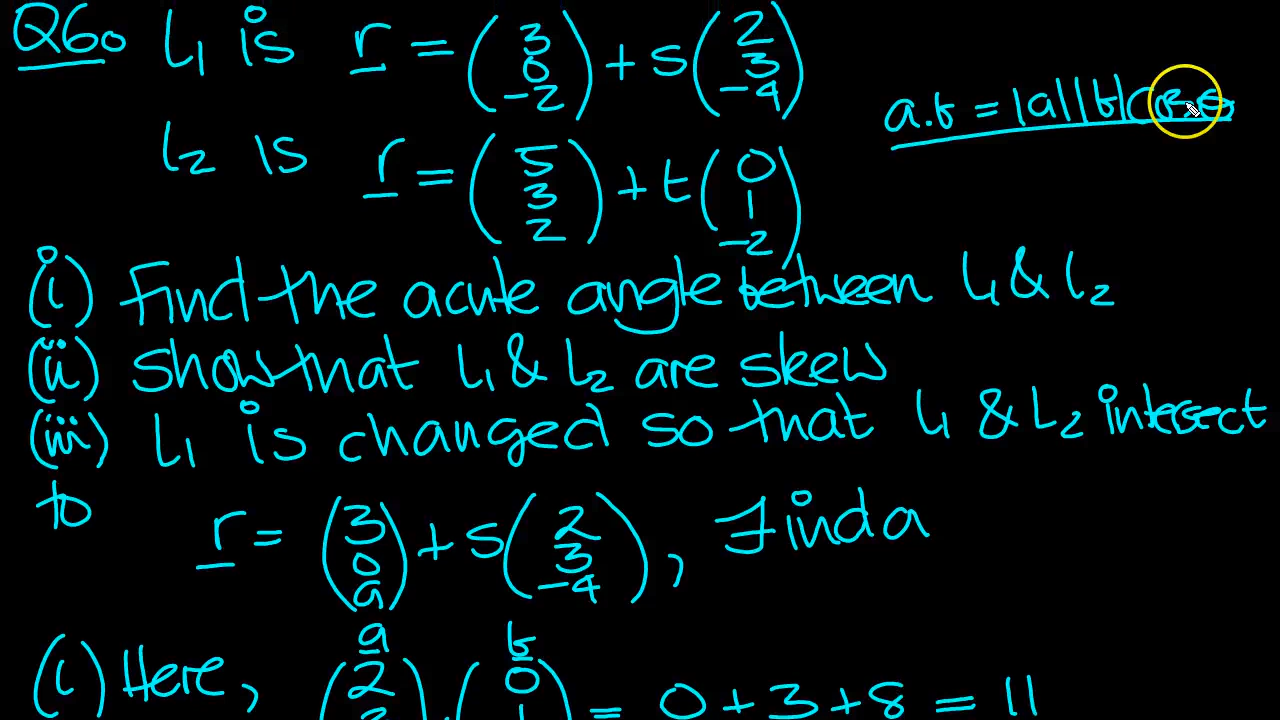 Q60 L1 is r = (3 0 -2) + s(2 3 -4)
a.b = |a||b|cos θ
L2 is r = (5 3 2) + t(0 1 -2)
(i) Find the acute angle between L1 & L2
(ii) Show that L1 & L2 are skew
(iii) L1 is changed so that L1 & L2 intersect
to r = (3 0 a) + s(2 3 -4), Find a
(i) Here, a (2 3 . b (0 1 = 0 + 3 + 8 = 11